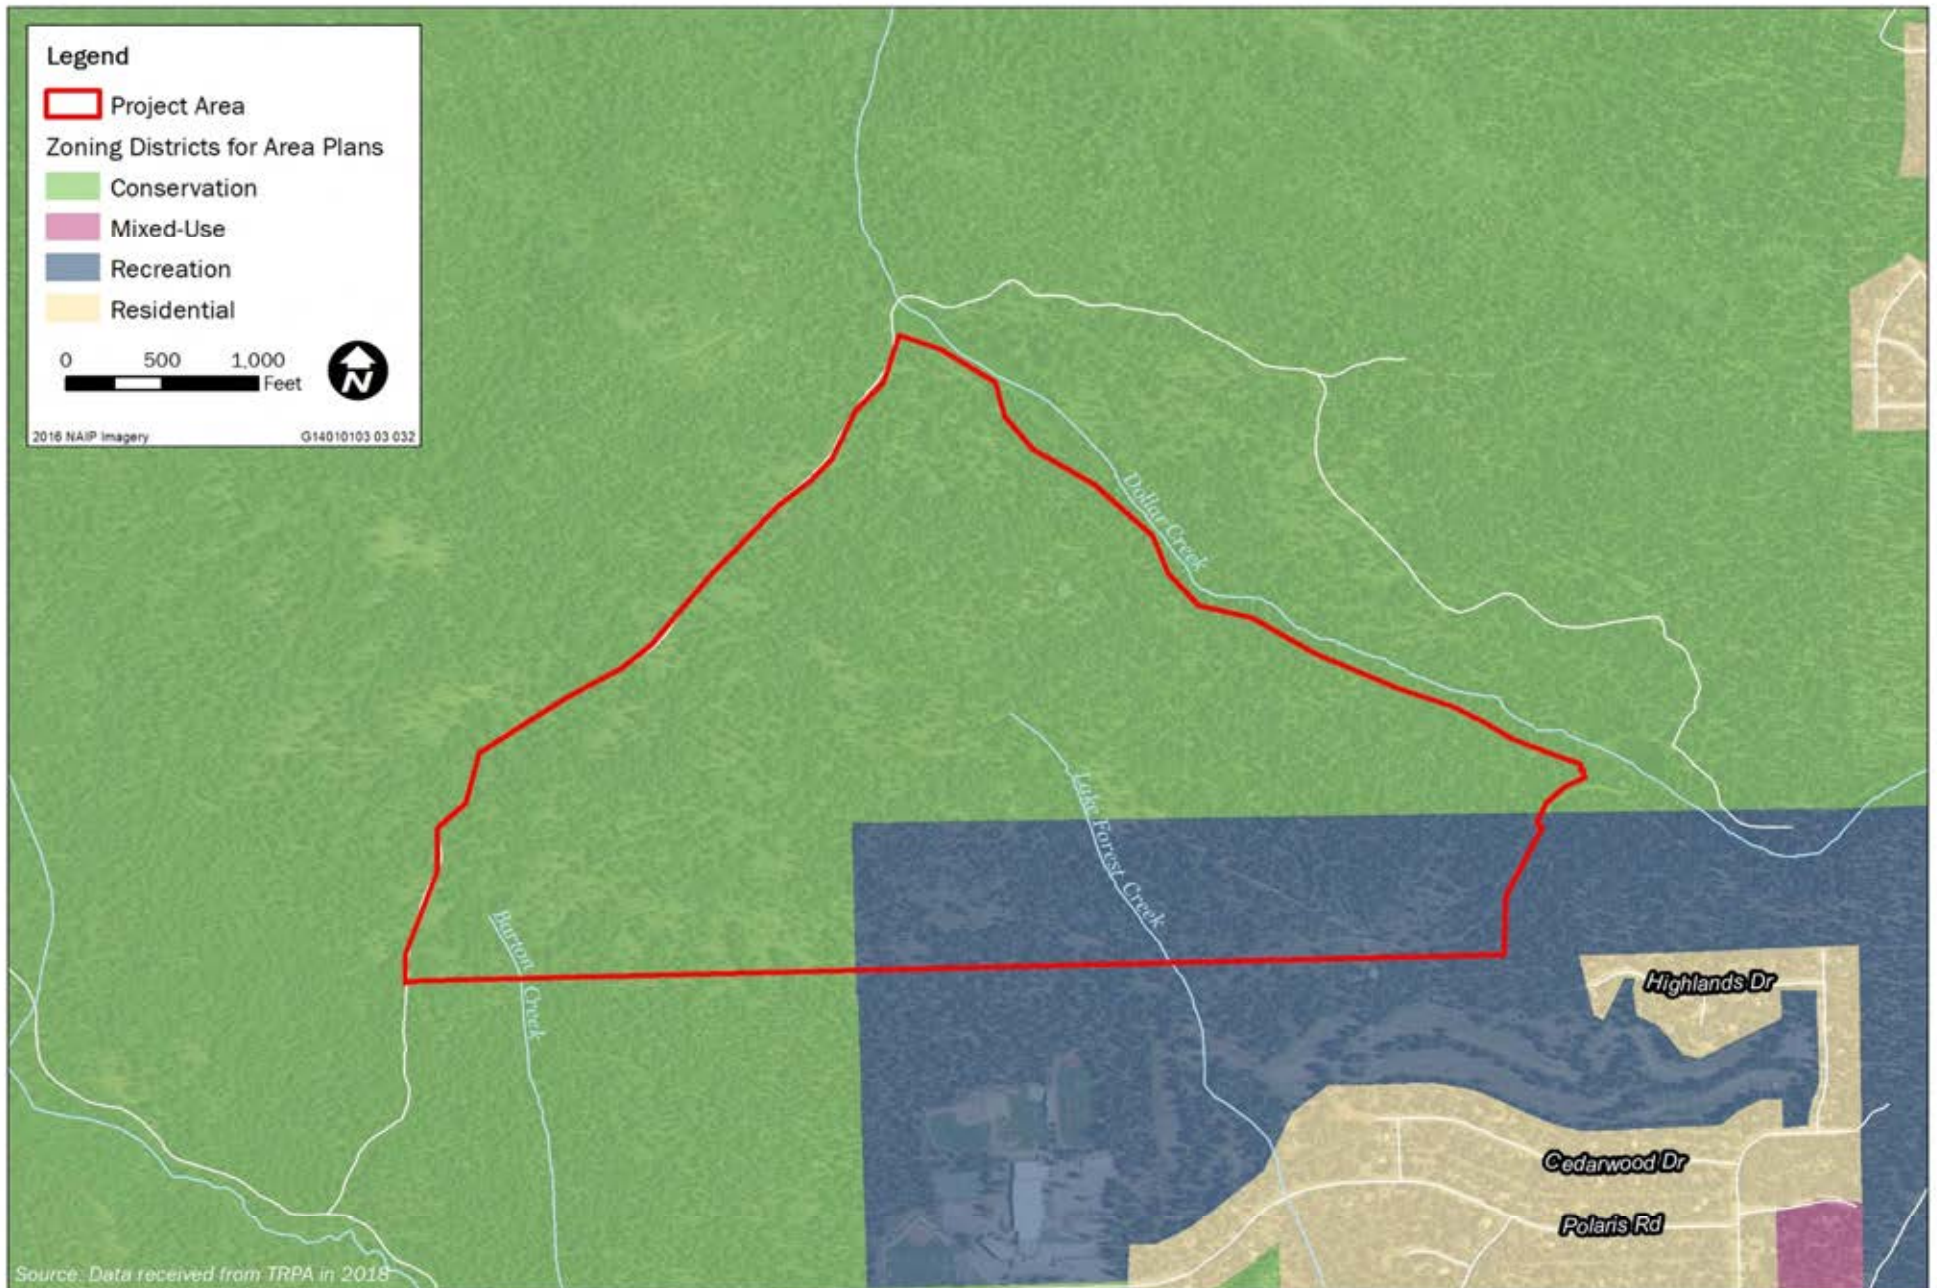 Legend
Project Area
Zoning Districts for Area Plans
Conservation
Mixed-Use
Recreation
Residential
0 500 1,000
Feet
N
2016 NAIP Imagery G14010103 03 032
Dollar Creek
Lake Forest Creek
Barton Creek
Highlands Dr
Cedarwood Dr
Polaris Rd
Source: Data received from TRPA in 2018